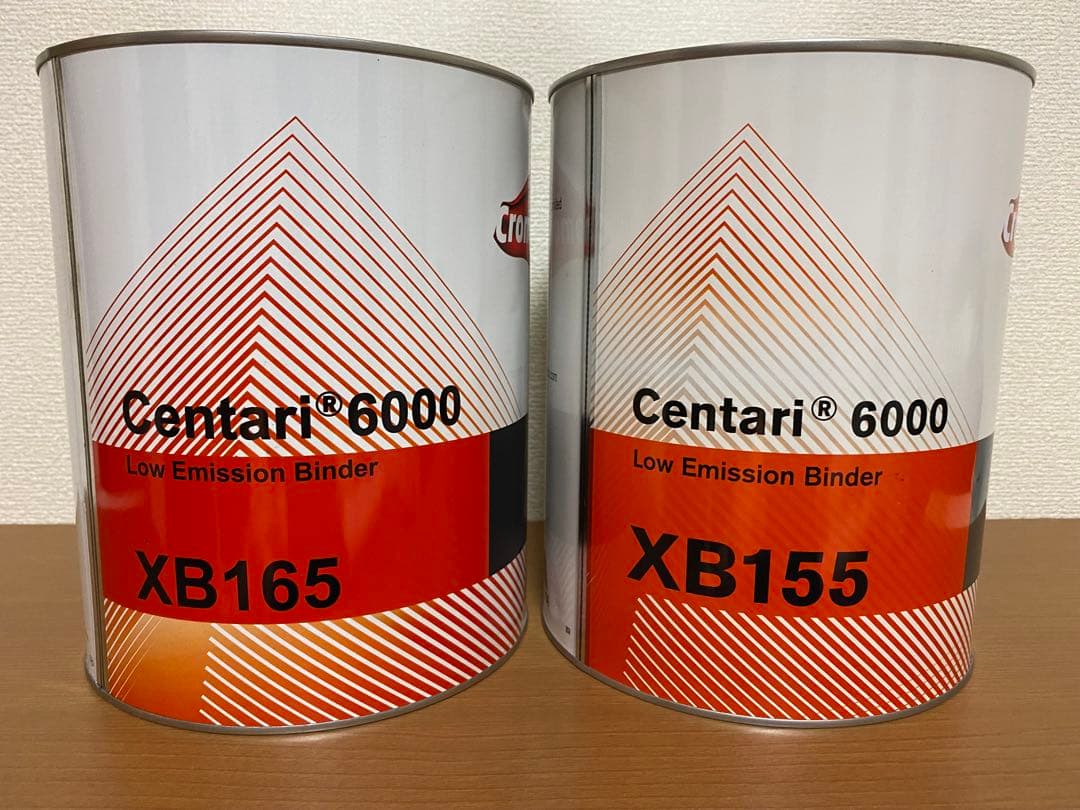 Centari® 6000
Low Emission Binder
XB165
Centari® 6000
Low Emission Binder
XB155